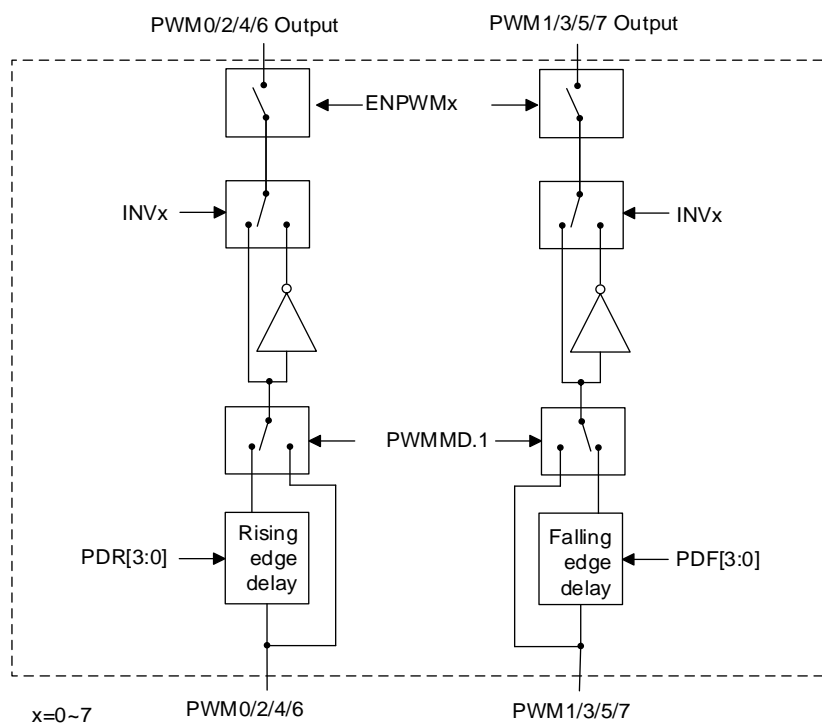 PWM0/2/4/6 Output
PWM1/3/5/7 Output
ENPWMx
INVx
INVx
PWMMD.1
PDR[3:0]
Rising
edge
delay
Falling
edge
delay
PDF[3:0]
PWM0/2/4/6
PWM1/3/5/7
x=0~7